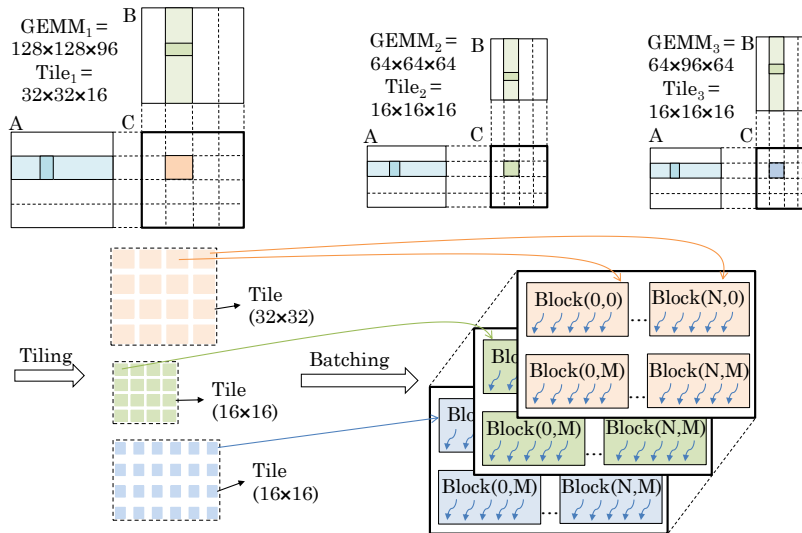 B
GEMM₁=
128×128×96
Tile₁=
32×32×16
A
C
GEMM₂=
64×64×64
Tile₂=
16×16×16
B
A
C
GEMM₃=
64×96×64
Tile₃=
16×16×16
B
A
C
Tile
(32×32)
Tiling
Tile
(16×16)
Tile
(16×16)
Batching
Block(0,0)
...
Block(N,0)
Block(0,M)
...
Block(N,M)
Bloc
Block(0,M)
...
Block(N,M)
Bloc
Block(0,M)
...
Block(N,M)